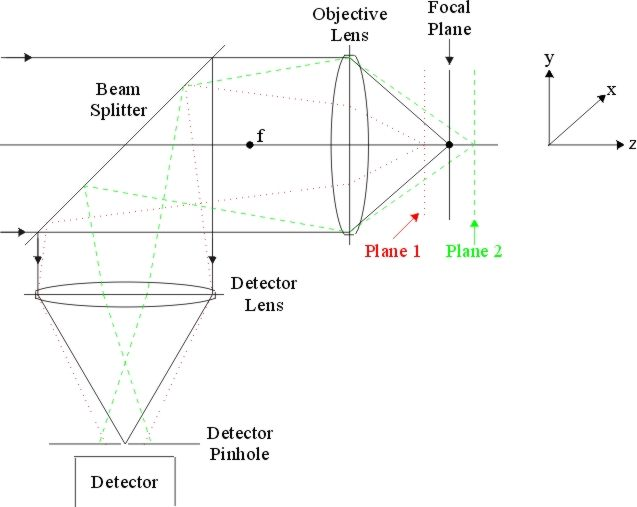 Objective
Lens
Focal
Plane
Beam
Splitter
f
y
x
z
Plane 1
Plane 2
Detector
Lens
Detector
Pinhole
Detector